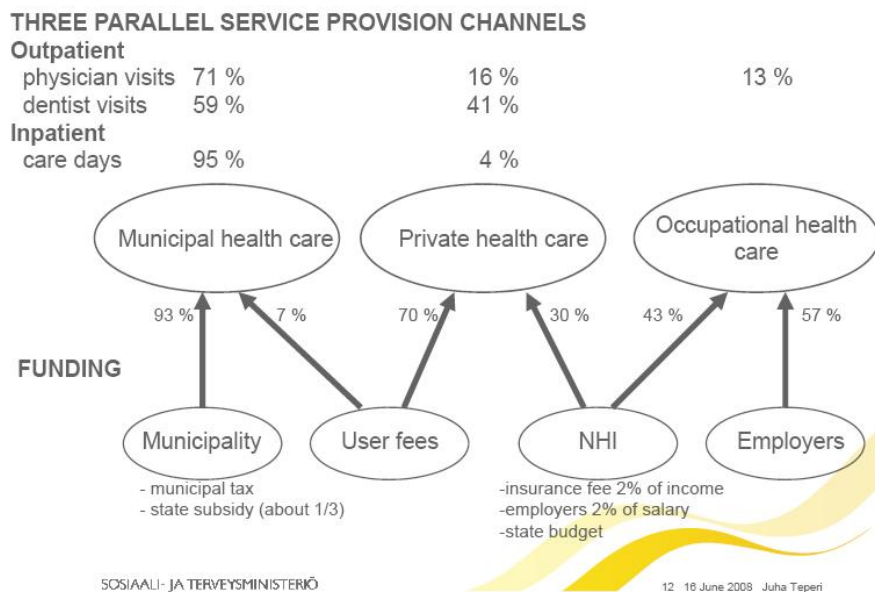 THREE PARALLEL SERVICE PROVISION CHANNELS
Outpatient
physician visits 71 % 16 % 13 %
dentist visits 59 % 41 %
Inpatient
care days 95 % 4 %
Municipal health care
Private health care
Occupational health
care
93 % 7 % 70 % 30 % 43 % 57 %
FUNDING
Municipality
User fees
NHI
Employers
- municipal tax
- state subsidy (about 1/3)
-insurance fee 2% of income
-employers 2% of salary
-state budget
SOSIAALI- JA TERVEYSMINISTERIÖ
12 16 June 2008 Juha Teperi